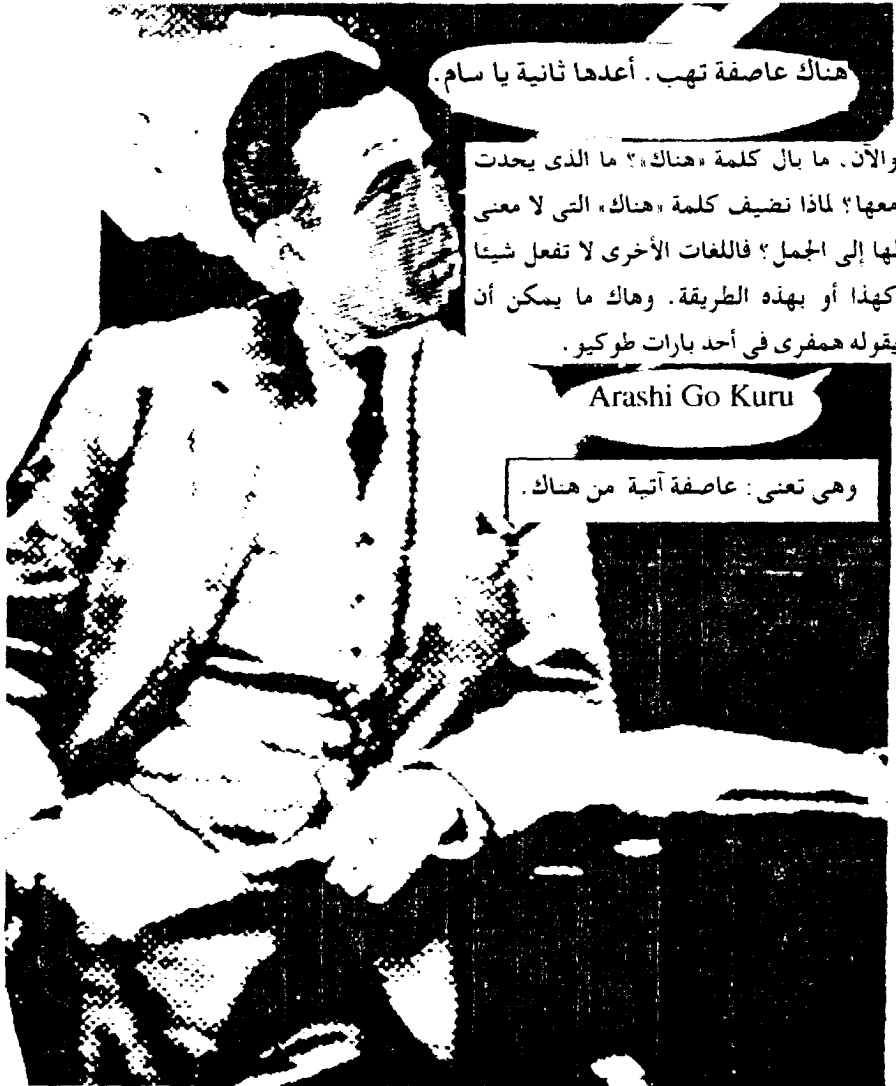 هناك عاصفة تهب. أعدها ثانية يا سام.
والآن. ما بال كلمة «هناك»؟ ما الذى يحدث
معها؟ لماذا نضيف كلمة «هناك» التى لا معنى
لها إلى الجمل؟ فاللغات الأخرى لا تفعل شيئًا
كهذا أو بهذه الطريقة. وهاك ما يمكن أن
يقوله همفرى فى أحد بارات طوكيو.
Arashi Go Kuru
وهى تعنى: عاصفة آتية من هناك.